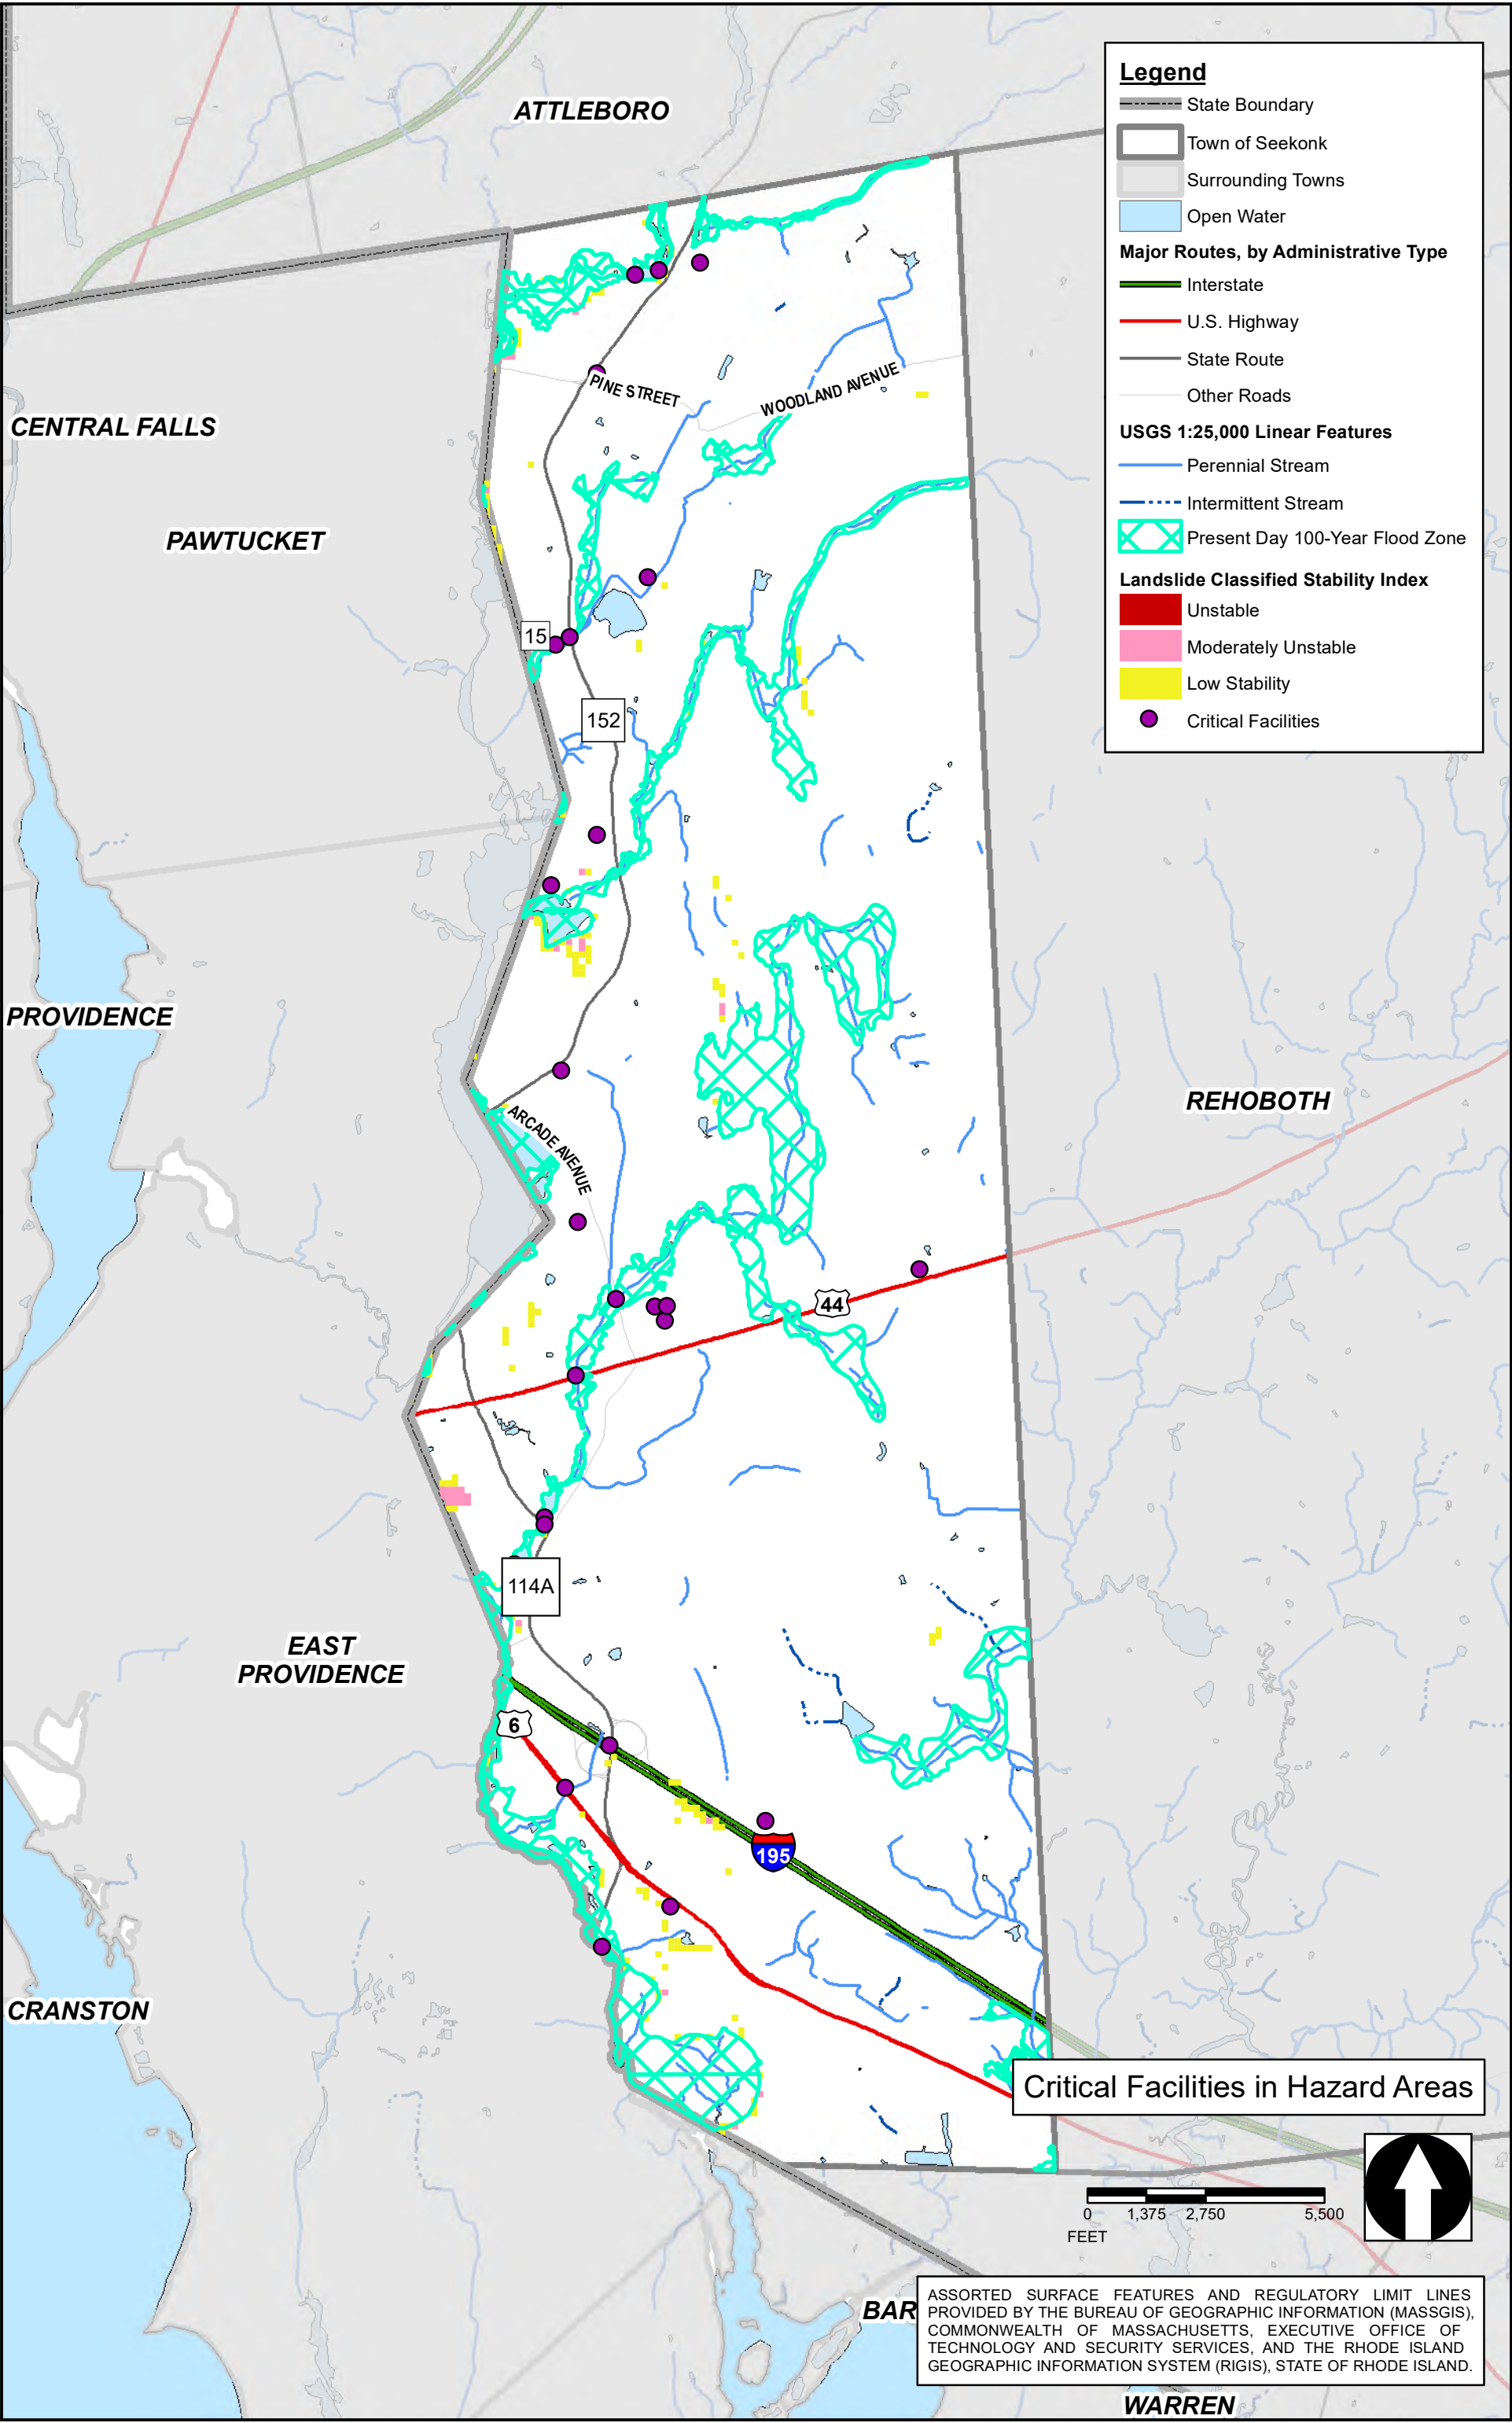 ATTLEBORO
Legend
State Boundary
Town of Seekonk
Surrounding Towns
Open Water
Major Routes, by Administrative Type
Interstate
U.S. Highway
State Route
Other Roads
USGS 1:25,000 Linear Features
Perennial Stream
Intermittent Stream
Present Day 100-Year Flood Zone
Landslide Classified Stability Index
Unstable
Moderately Unstable
Low Stability
Critical Facilities
PINE STREET
WOODLAND AVENUE
CENTRAL FALLS
PAWTUCKET
15
152
PROVIDENCE
REHOBOTH
ARCADE AVENUE
44
114A
EAST
PROVIDENCE
6
195
CRANSTON
Critical Facilities in Hazard Areas
0 1,375 2,750 5,500
FEET
BAR
ASSORTED SURFACE FEATURES AND REGULATORY LIMIT LINES
PROVIDED BY THE BUREAU OF GEOGRAPHIC INFORMATION (MASSGIS),
COMMONWEALTH OF MASSACHUSETTS, EXECUTIVE OFFICE OF
TECHNOLOGY AND SECURITY SERVICES, AND THE RHODE ISLAND
GEOGRAPHIC INFORMATION SYSTEM (RIGIS), STATE OF RHODE ISLAND.
WARREN